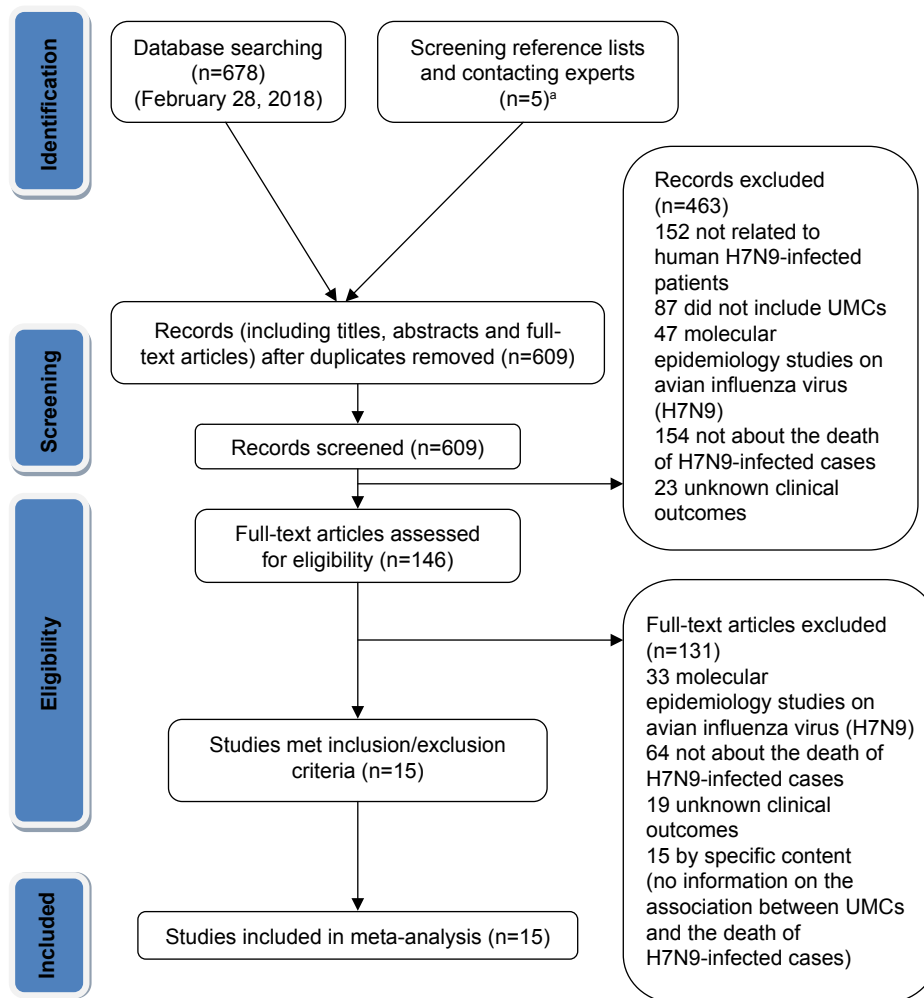 Identification
Database searching
(n=678)
(February 28, 2018)
Screening reference lists
and contacting experts
(n=5)a
Records excluded
(n=463)
152 not related to
human H7N9-infected
patients
87 did not include UMCs
47 molecular
epidemiology studies on
avian influenza virus
(H7N9)
154 not about the death
of H7N9-infected cases
23 unknown clinical
outcomes
Screening
Records (including titles, abstracts and full-
text articles) after duplicates removed (n=609)
Records screened (n=609)
Eligibility
Full-text articles assessed
for eligibility (n=146)
Full-text articles excluded
(n=131)
33 molecular
epidemiology studies on
avian influenza virus (H7N9)
64 not about the death of
H7N9-infected cases
19 unknown clinical
outcomes
15 by specific content
(no information on the
association between UMCs
and the death of
H7N9-infected cases)
Studies met inclusion/exclusion
criteria (n=15)
Included
Studies included in meta-analysis (n=15)